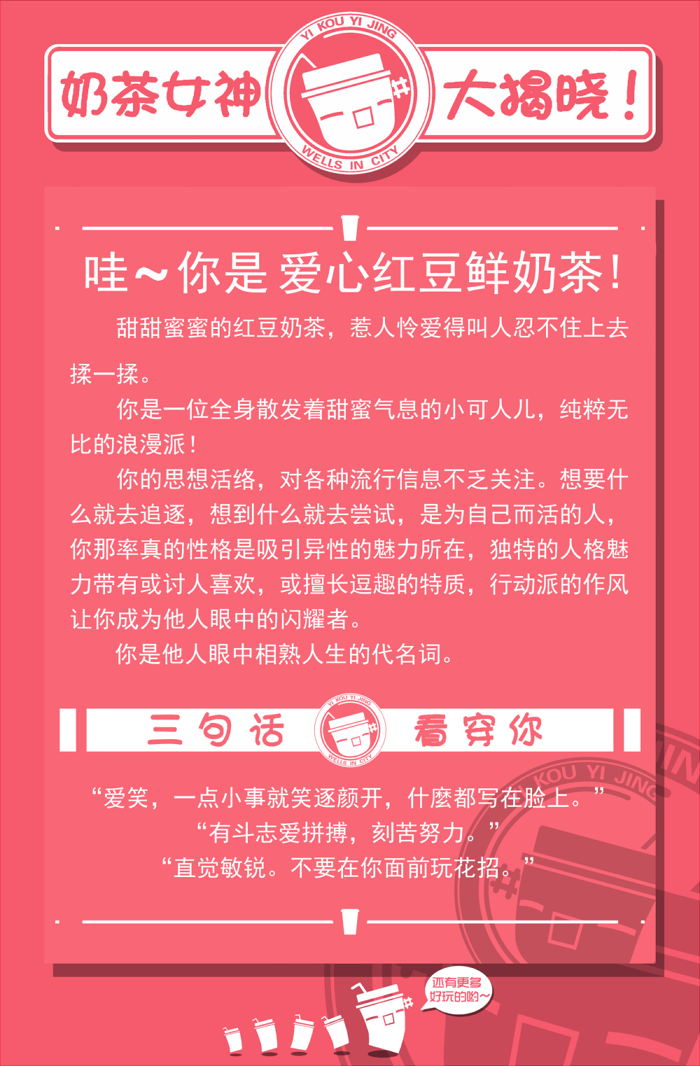 YI KOU YI JING
奶茶女神 大揭晓！
WELLS IN CITY
哇~你是 爱心红豆鲜奶茶！
甜甜蜜蜜的红豆奶茶，惹人怜爱得叫人忍不住上去
揉一揉。
你是一位全身散发着甜蜜气息的小可人儿，纯粹无
比的浪漫派！
你的思想活络，对各种流行信息不乏关注。想要什
么就去追逐，想到什么就去尝试，是为自己而活的人，
你那率真的性格是吸引异性的魅力所在，独特的人格魅
力带有或讨人喜欢，或擅长逗趣的特质，行动派的作风
让你成为他人眼中的闪耀者。
你是他人眼中相熟人生的代名词。
YI KOU YI JING
三句话 看穿你
WELLS IN CITY
“爱笑，一点小事就笑逐颜开，什麼都写在脸上。”
“有斗志爱拼搏，刻苦努力。”
“直觉敏锐。不要在你面前玩花招。”
KOU YI JING
还有更多
好玩的哟~